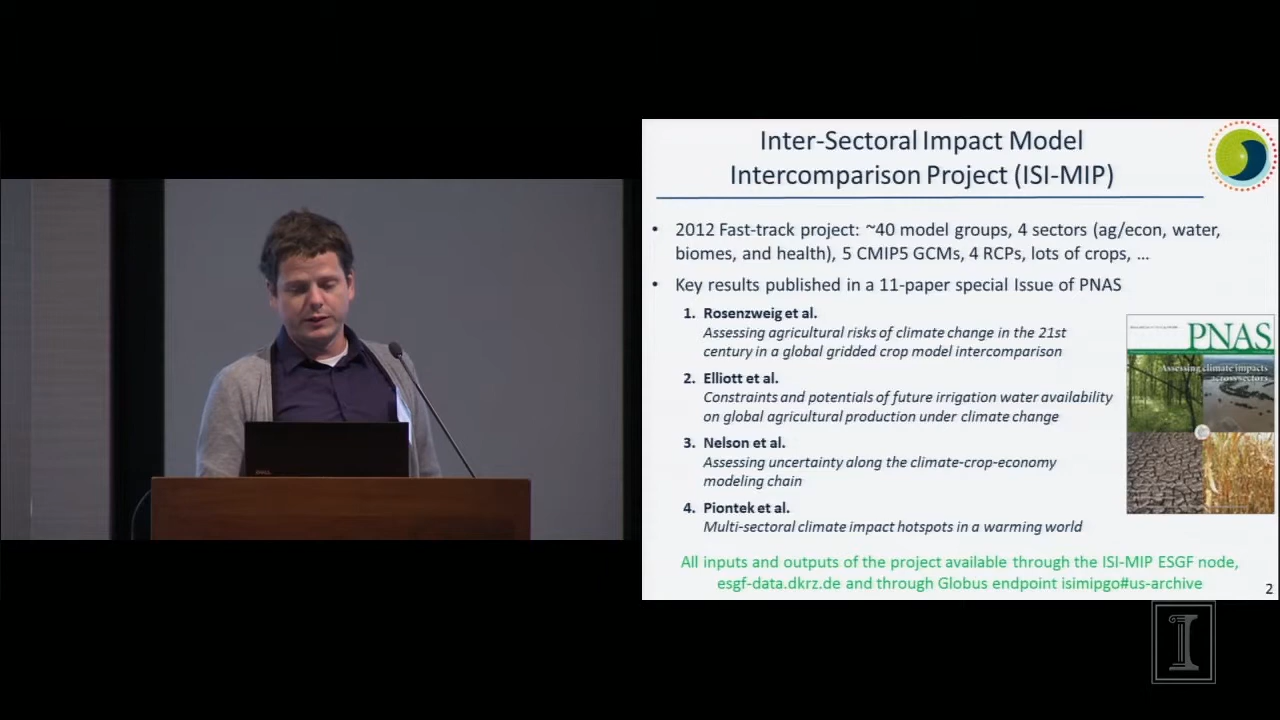 Inter-Sectoral Impact Model
Intercomparison Project (ISI-MIP)
• 2012 Fast-track project: ~40 model groups, 4 sectors (ag/econ, water,
biomes, and health), 5 CMIP5 GCMs, 4 RCPs, lots of crops, …
• Key results published in a 11-paper special Issue of PNAS
1. Rosenzweig et al.
Assessing agricultural risks of climate change in the 21st
century in a global gridded crop model intercomparison
2. Elliott et al.
Constraints and potentials of future irrigation water availability
on global agricultural production under climate change
3. Nelson et al.
Assessing uncertainty along the climate-crop-economy
modeling chain
4. Piontek et al.
Multi-sectoral climate impact hotspots in a warming world
PNAS
Assessing climate impacts
across sectors
All inputs and outputs of the project available through the ISI-MIP ESGF node,
esgf-data.dkrz.de and through Globus endpoint isimipgo#us-archive
2
DELL
I